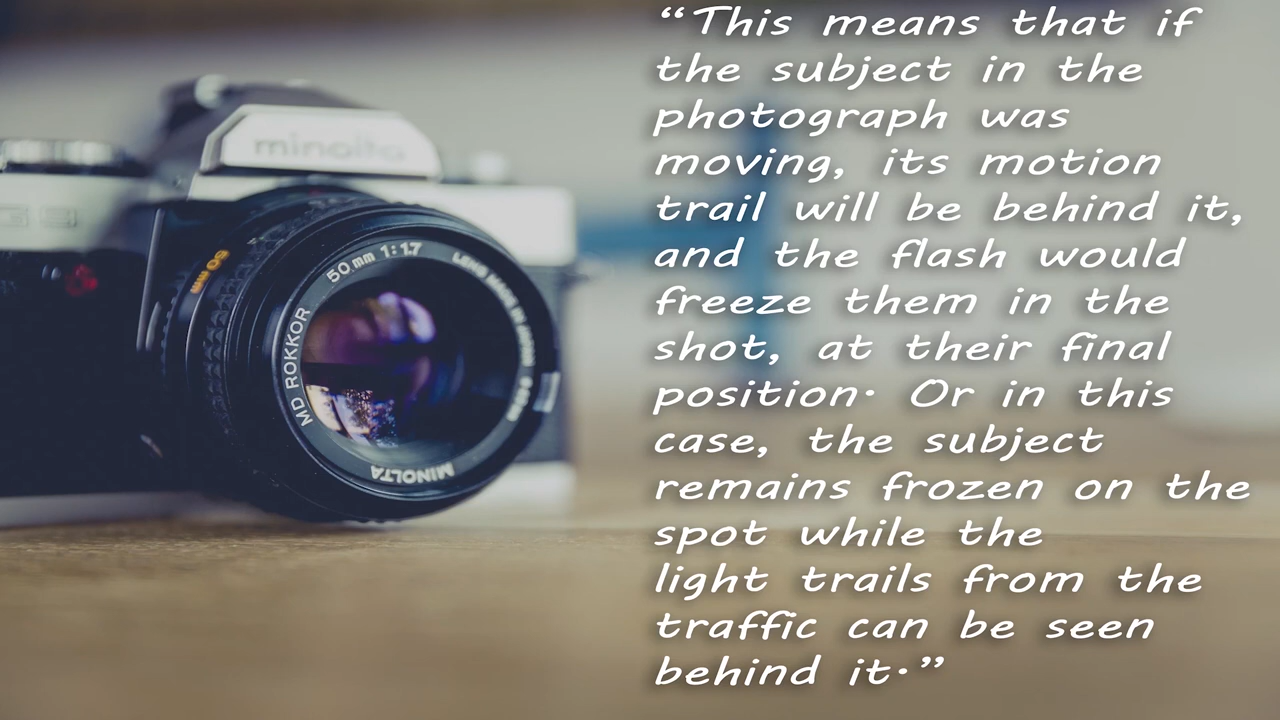 minolta
50mm
50mm 1:1.7
MD ROKKOR
MINOLTA
“This means that if
the subject in the
photograph was
moving, its motion
trail will be behind it,
and the flash would
freeze them in the
shot, at their final
position. Or in this
case, the subject
remains frozen on the
spot while the
light trails from the
traffic can be seen
behind it.”